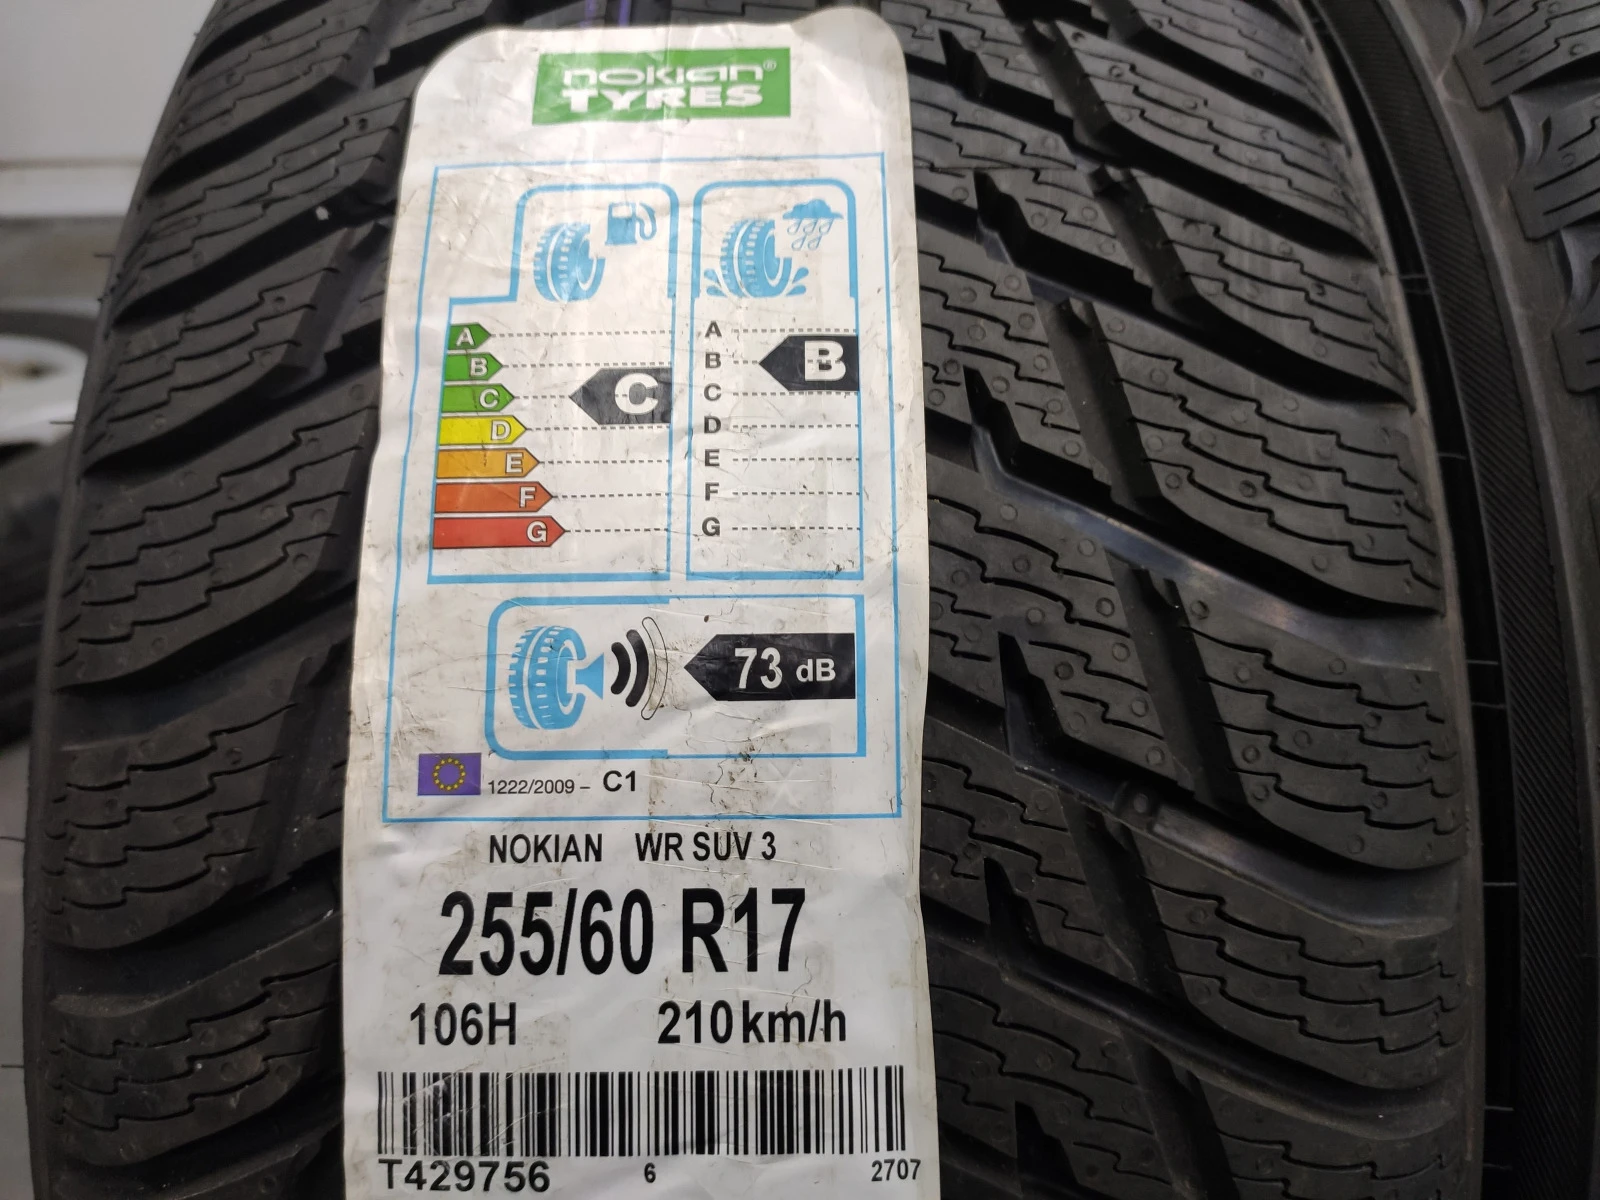 nokian®
TYRES
A A
B B B
C C C
D D
E E
F F
G G
73 dB
1222/2009 – C1
NOKIAN WR SUV 3
255/60 R17
106H 210 km/h
T429756 6 2707